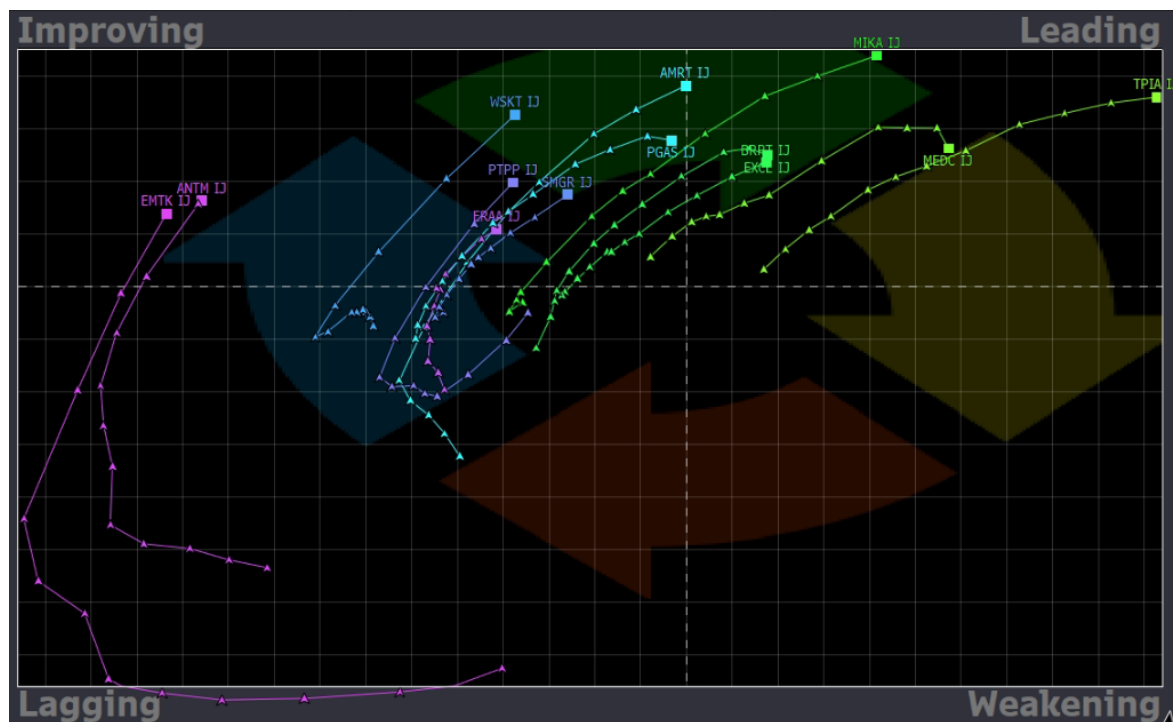 Improving
Leading
MIKA IJ
AMRT IJ
TPIA I
WSKT IJ
PGAS IJ
BRPT IJ
MEDC IJ
EXCL IJ
PTPP IJ
SMGR IJ
ANTM IJ
EMTK IJ
ERAA IJ
Lagging
Weakening